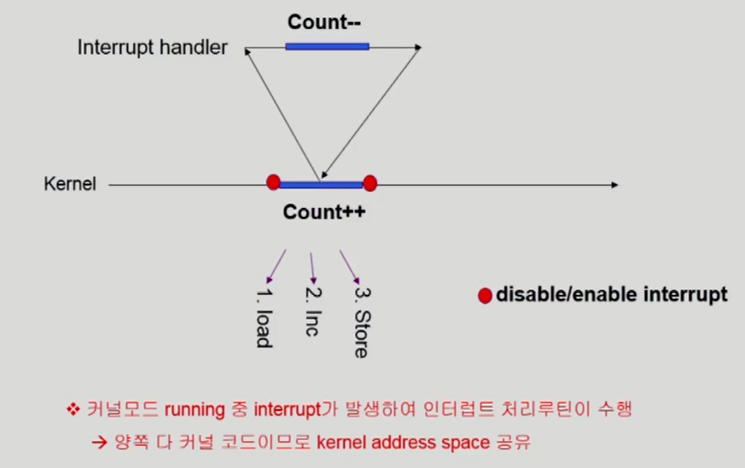 Count--
Interrupt handler
Kernel
Count++
1. load
2. Inc
3. Store
disable/enable interrupt
❖ 커널모드 running 중 interrupt가 발생하여 인터럽트 처리루틴이 수행
→ 양쪽 다 커널 코드이므로 kernel address space 공유